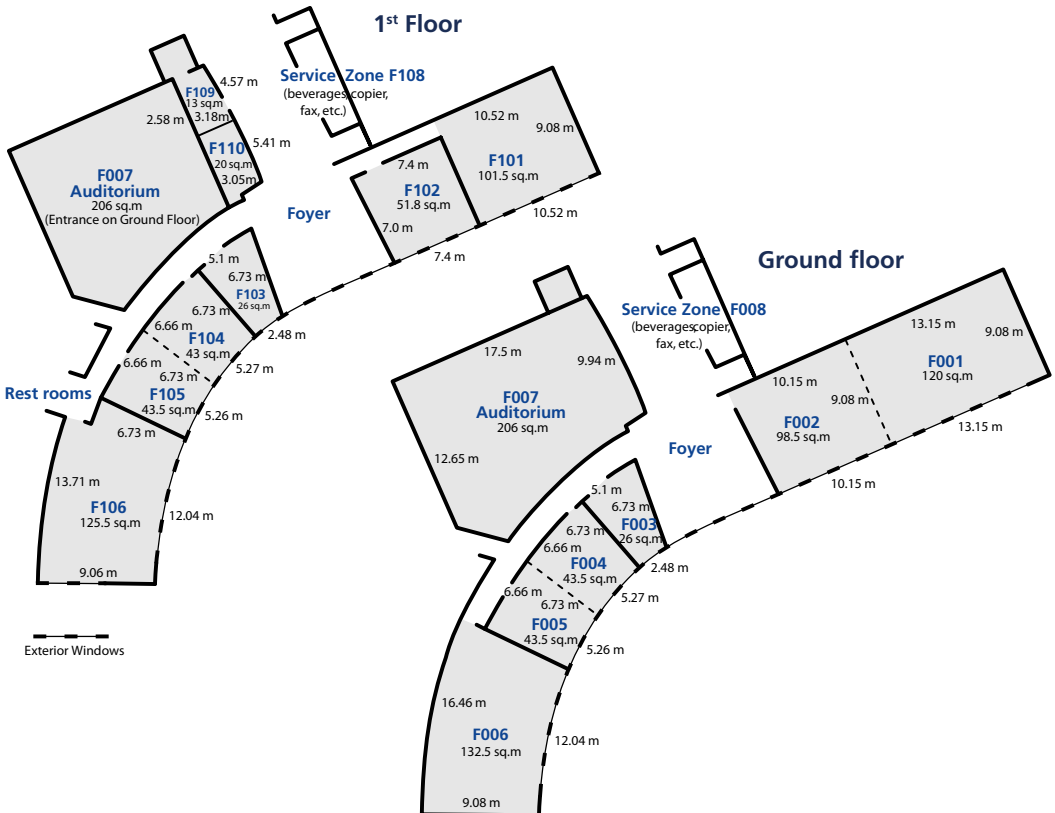 1st Floor
Service Zone F108
(beverages,copier,
fax, etc.)
4.57 m
F109
13 sq.m
3.18m
2.58 m
F110
20 sq.m
3.05m
5.41 m
F007
Auditorium
206 sq.m
(Entrance on Ground Floor)
10.52 m
9.08 m
F101
101.5 sq.m
10.52 m
7.4 m
F102
51.8 sq.m
7.0 m
7.4 m
Foyer
5.1 m
6.73 m
F103
26 sq.m
2.48 m
6.73 m
6.66 m
F104
43 sq.m
5.27 m
6.66 m
6.73 m
F105
43.5 sq.m
5.26 m
Rest rooms
6.73 m
13.71 m
F106
125.5 sq.m
12.04 m
9.06 m
Exterior Windows
Ground floor
Service Zone F008
(beverages,copier,
fax, etc.)
17.5 m
9.94 m
F007
Auditorium
206 sq.m
12.65 m
13.15 m
9.08 m
F001
120 sq.m
13.15 m
10.15 m
9.08 m
F002
98.5 sq.m
10.15 m
Foyer
5.1 m
6.73 m
F003
26 sq.m
2.48 m
6.73 m
6.66 m
F004
43.5 sq.m
5.27 m
6.66 m
6.73 m
F005
43.5 sq.m
5.26 m
16.46 m
F006
132.5 sq.m
12.04 m
9.08 m